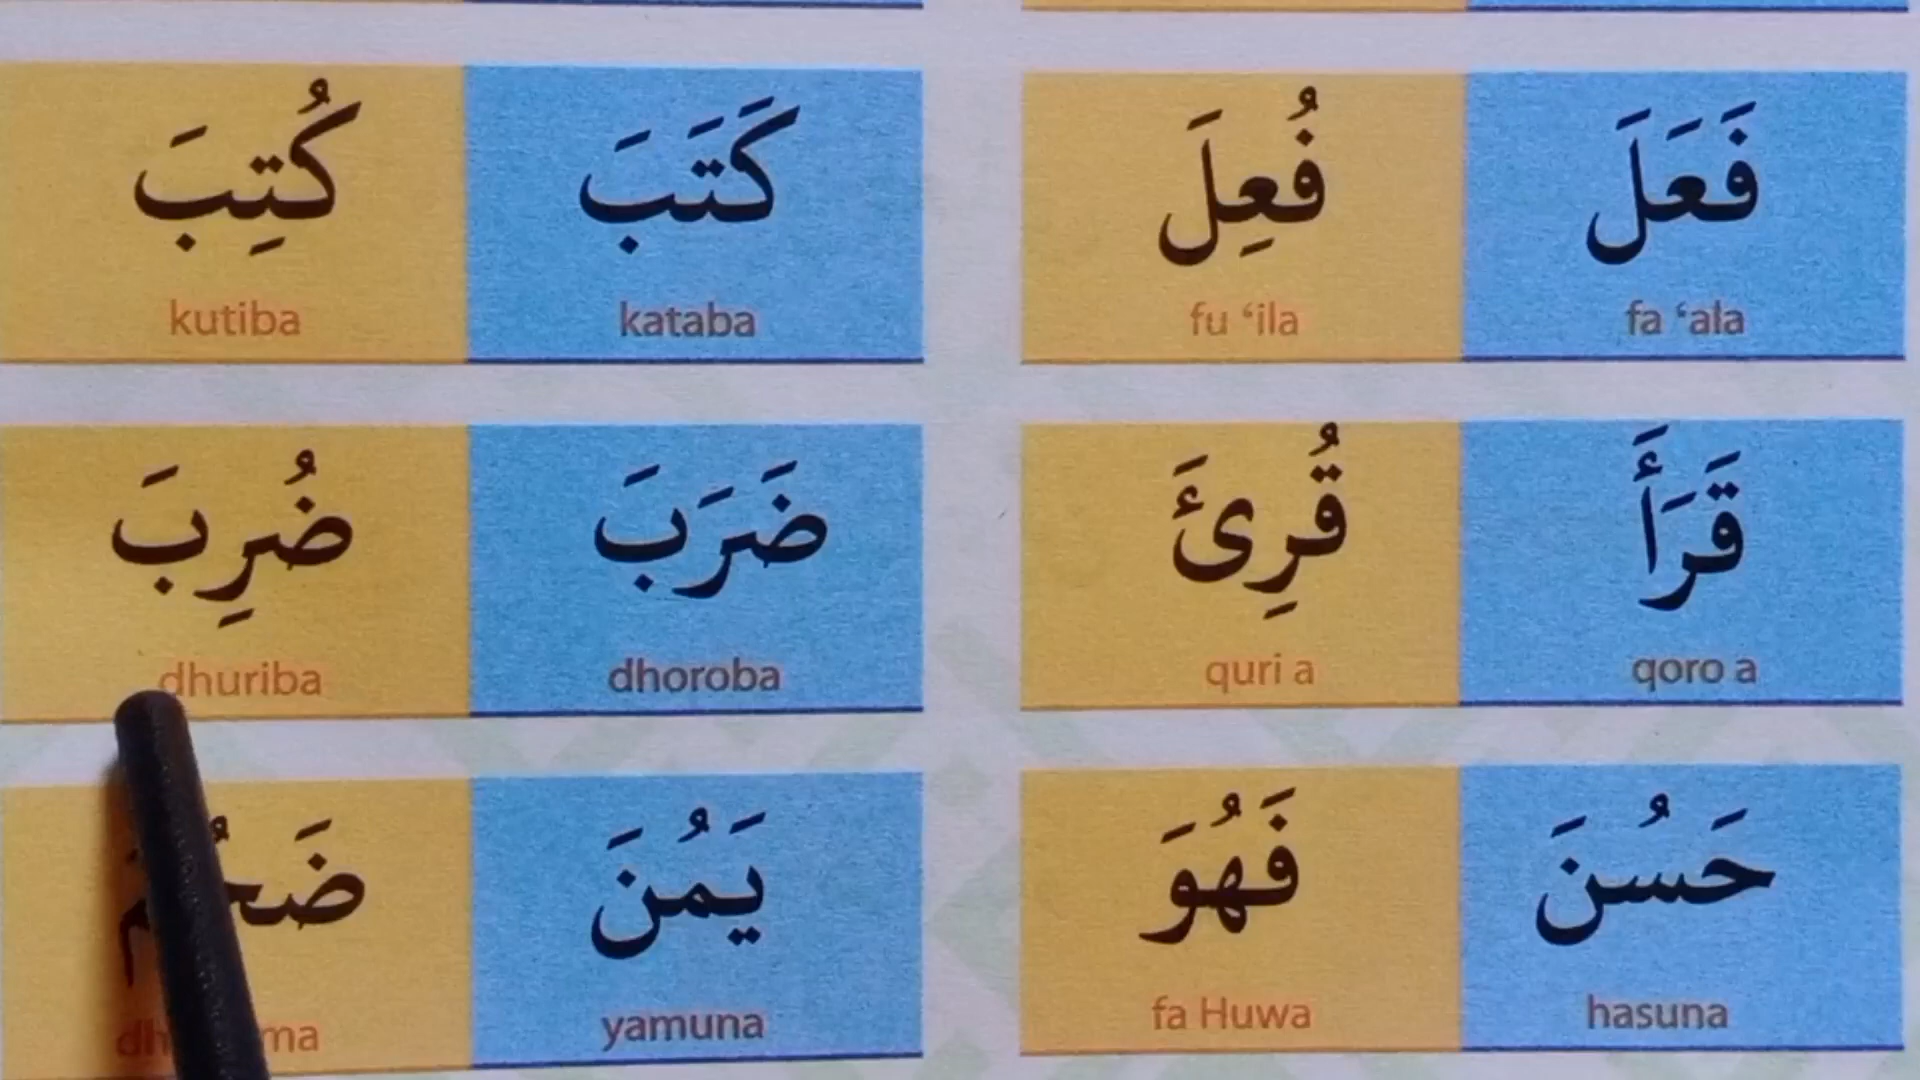 فَعَلَ فُعِلَ كَتَبَ كُتِبَ
fa ‘ala fu ‘ila kataba kutiba
قَرَأَ قُرِئَ ضَرَبَ ضُرِبَ
qoro a quri a dhoroba dhuriba
حَسُنَ فَهُوَ يَمُنَ
hasuna fa Huwa yamuna